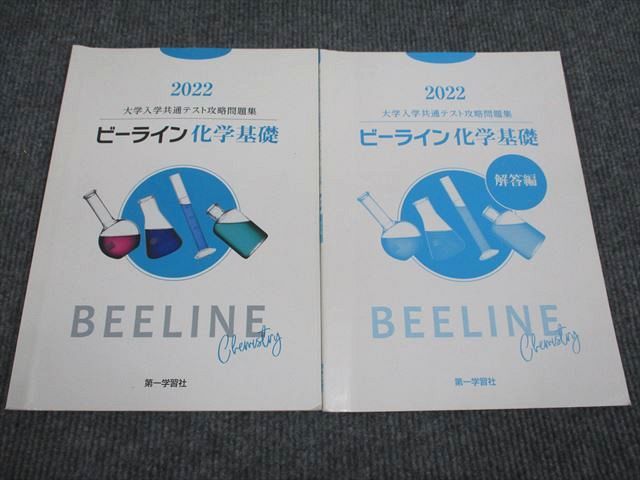 2022
大学入学共通テスト攻略問題集
ビーライン 化学基礎
BEELINE
Chemistry
第一学習社
2022
大学入学共通テスト攻略問題集
ビーライン 化学基礎
解答編
BEELINE
Chemistry
第一学習社